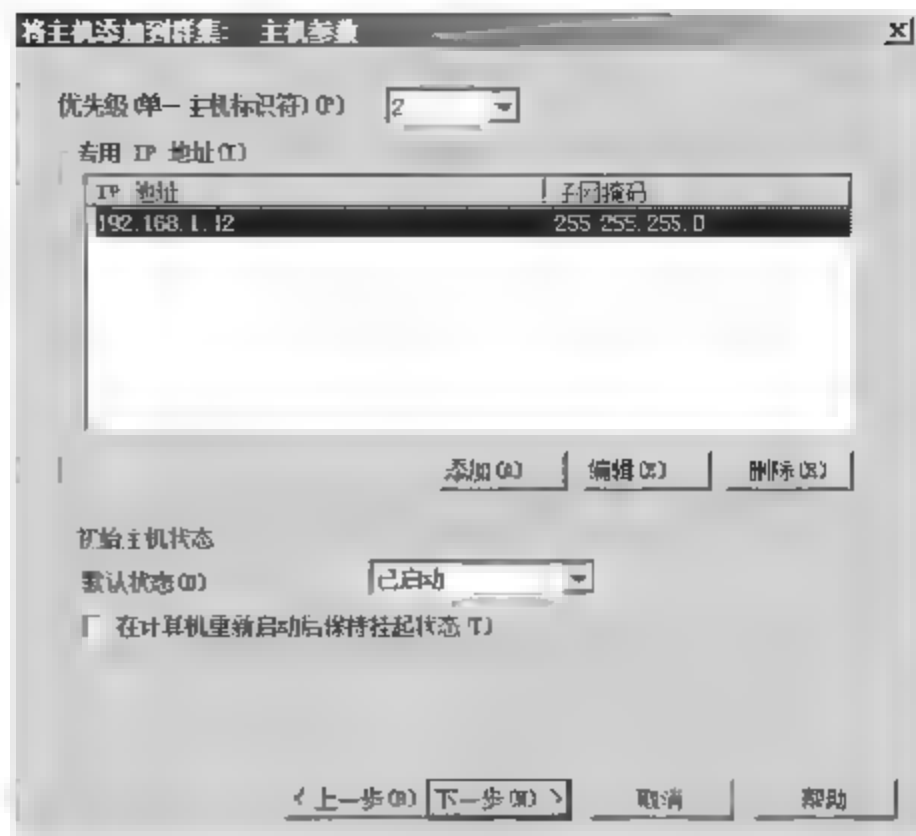 将主机添加到群集: 主机参数
优先级(单一主机标识符)(P) 2
专用 IP 地址(I)
IP 地址 子网掩码
192.168.1.12 255.255.255.0
添加(A) 编辑(E) 删除(R)
初始主机状态
默认状态(D) 已启动
在计算机重新启动后保持挂起状态(T)
< 上一步(B) 下一步(N) > 取消 帮助